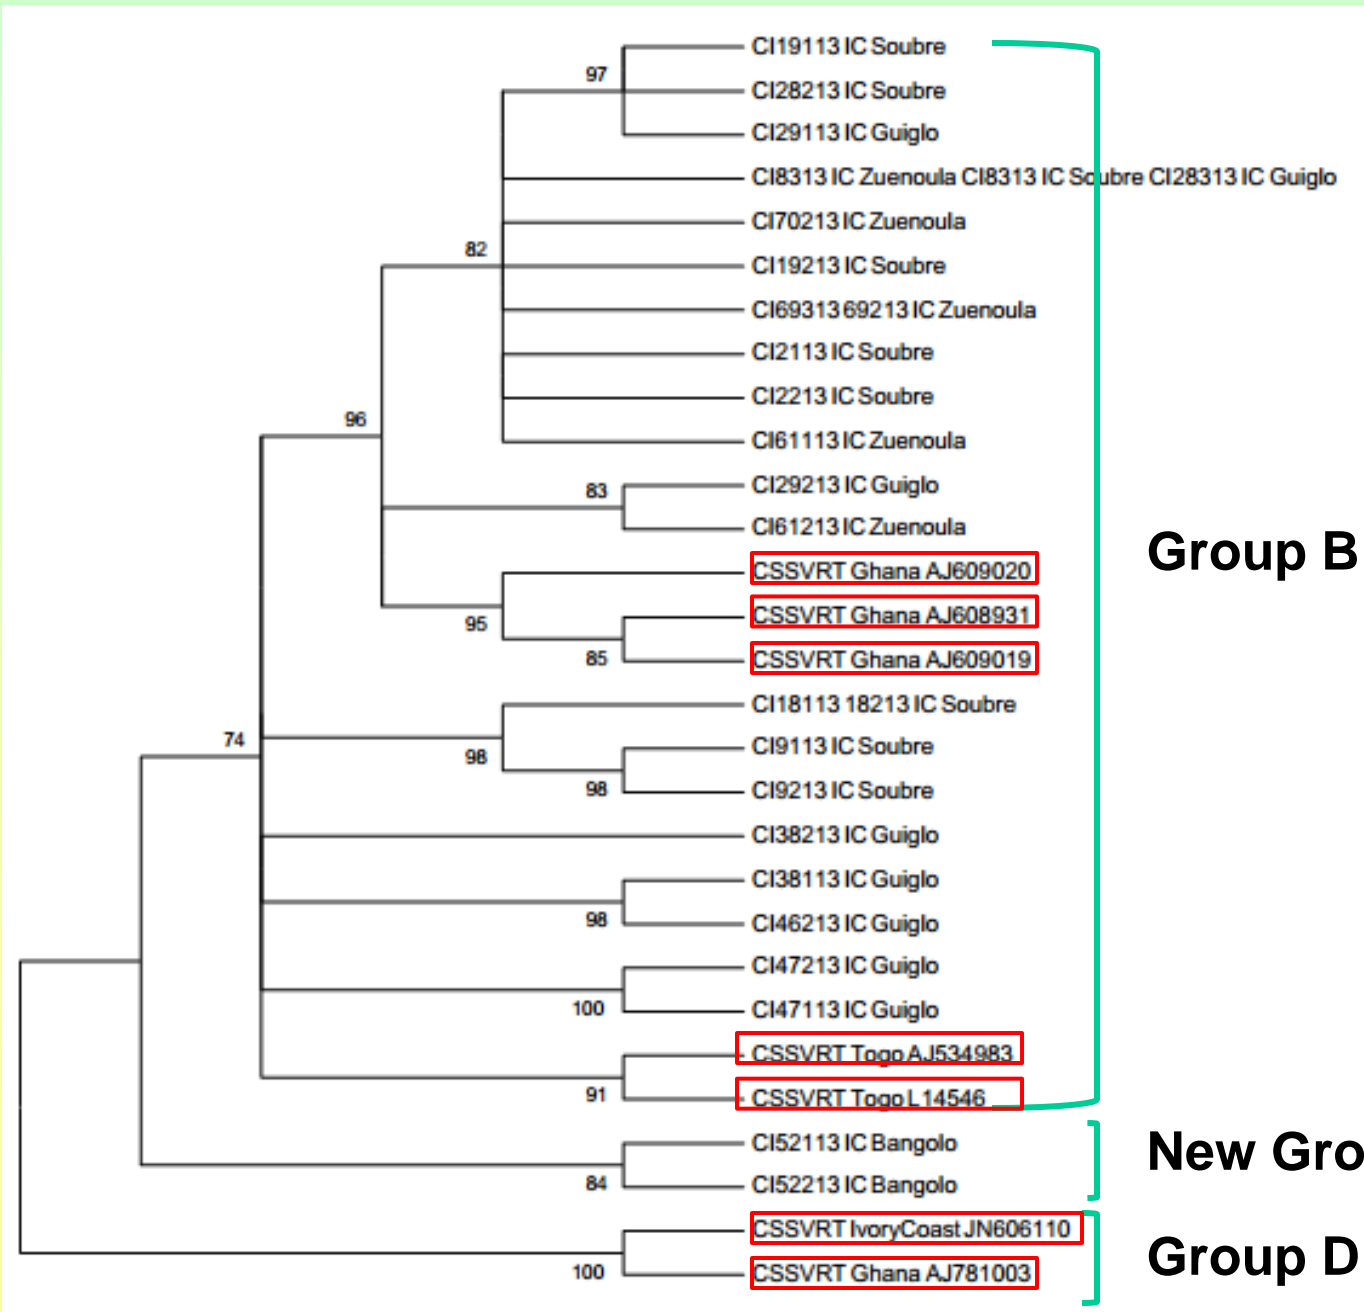 CI19113 IC Soubre
97
CI28213 IC Soubre
CI29113 IC Guiglo
CI8313 IC Zuenoula CI8313 IC Soubre CI28313 IC Guiglo
CI70213 IC Zuenoula
82
CI19213 IC Soubre
CI69313 69213 IC Zuenoula
CI2113 IC Soubre
CI2213 IC Soubre
96
CI61113 IC Zuenoula
CI29213 IC Guiglo
83
CI61213 IC Zuenoula
Group B
CSSVRT Ghana AJ609020
CSSVRT Ghana AJ608931
95
CSSVRT Ghana AJ609019
85
CI18113 18213 IC Soubre
74
CI9113 IC Soubre
98
CI9213 IC Soubre
98
CI38213 IC Guiglo
CI38113 IC Guiglo
CI46213 IC Guiglo
98
CI47213 IC Guiglo
CI47113 IC Guiglo
100
CSSVRT Togo AJ534983
CSSVRT Togo L14546
91
CI52113 IC Bangolo
New Gro
CI52213 IC Bangolo
84
CSSVRT IvoryCoast JN606110
Group D
CSSVRT Ghana AJ781003
100